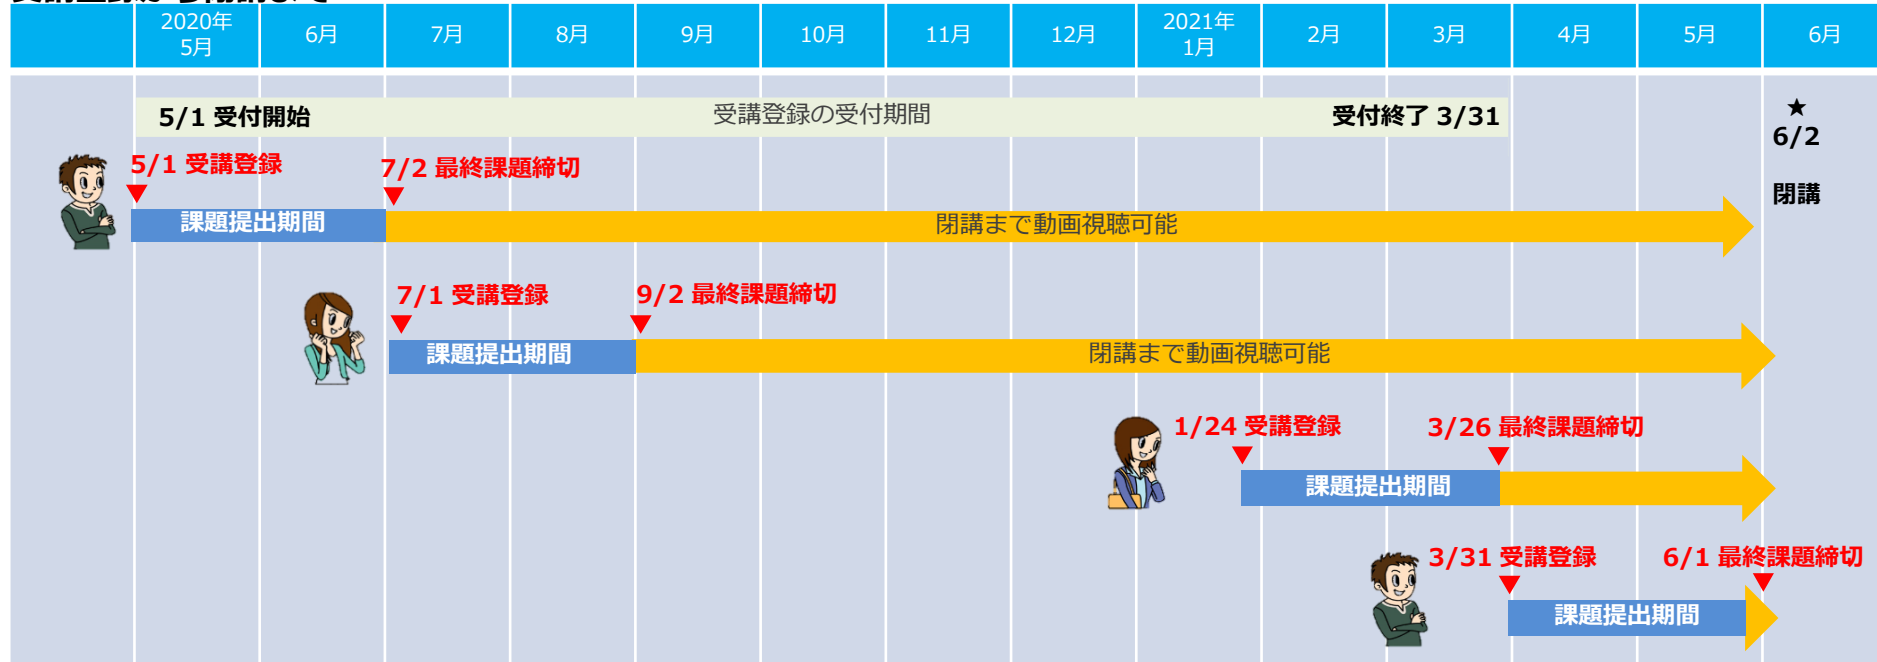 2020年
5月
6月
7月
8月
9月
10月
11月
12月
2021年
1月
2月
3月
4月
5月
6月
5/1 受付開始
受講登録の受付期間
受付終了 3/31
★
6/2
閉講
5/1 受講登録
7/2 最終課題締切
課題提出期間
閉講まで動画視聴可能
7/1 受講登録
9/2 最終課題締切
課題提出期間
閉講まで動画視聴可能
1/24 受講登録
3/26 最終課題締切
課題提出期間
3/31 受講登録
6/1 最終課題締切
課題提出期間